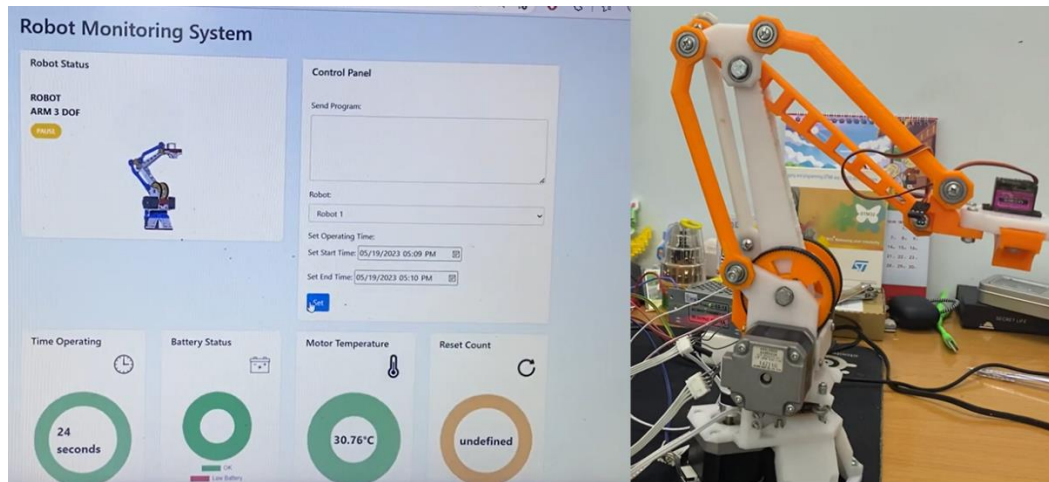 Robot Monitoring System
Robot Status
ROBOT
ARM 3 DOF
PAUSE
Control Panel
Send Program:
Robot:
Robot 1
Set Operating Time:
Set Start Time: 05/19/2023 05:09 PM
Set End Time: 05/19/2023 05:10 PM
Set
Time Operating
24
seconds
Battery Status
OK
Low Battery
Motor Temperature
30.76°C
Reset Count
undefined
SECRET LIFE